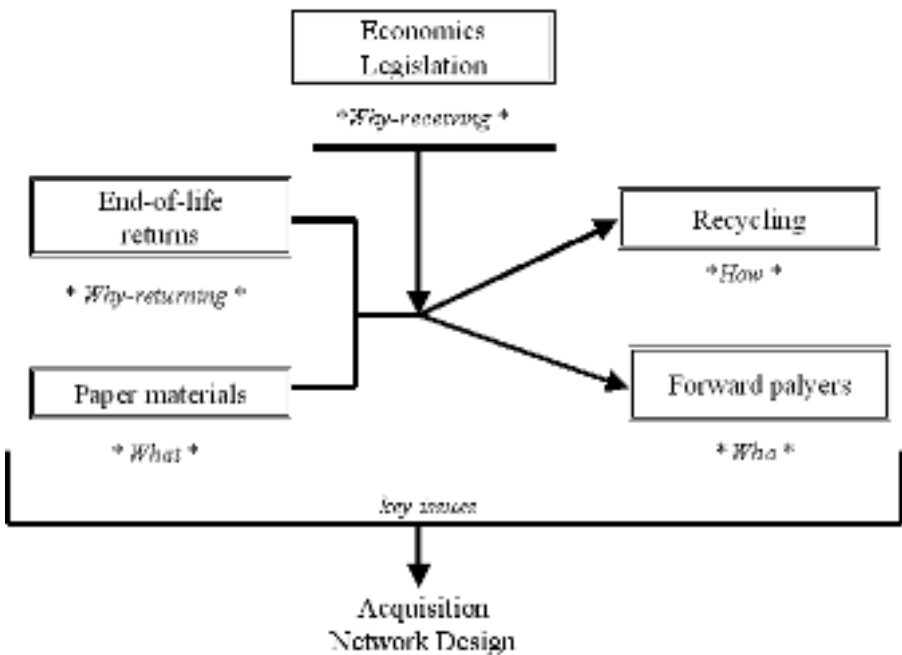 Economics
Legislation
*Why-receiving *
End-of-life
returns
* Why-returning *
Recycling
*How *
Paper materials
* What *
Forward palyers
* Who *
key issues
Acquisition
Network Design